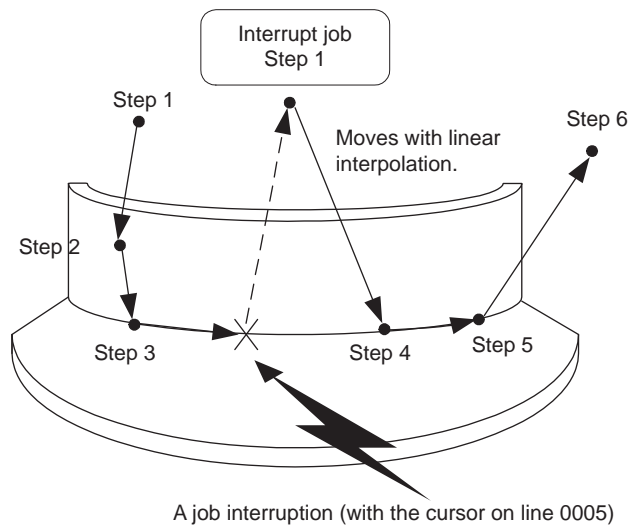 Interrupt job
Step 1
Step 1
Step 6
Moves with linear
interpolation.
Step 2
Step 3
Step 4
Step 5
A job interruption (with the cursor on line 0005)